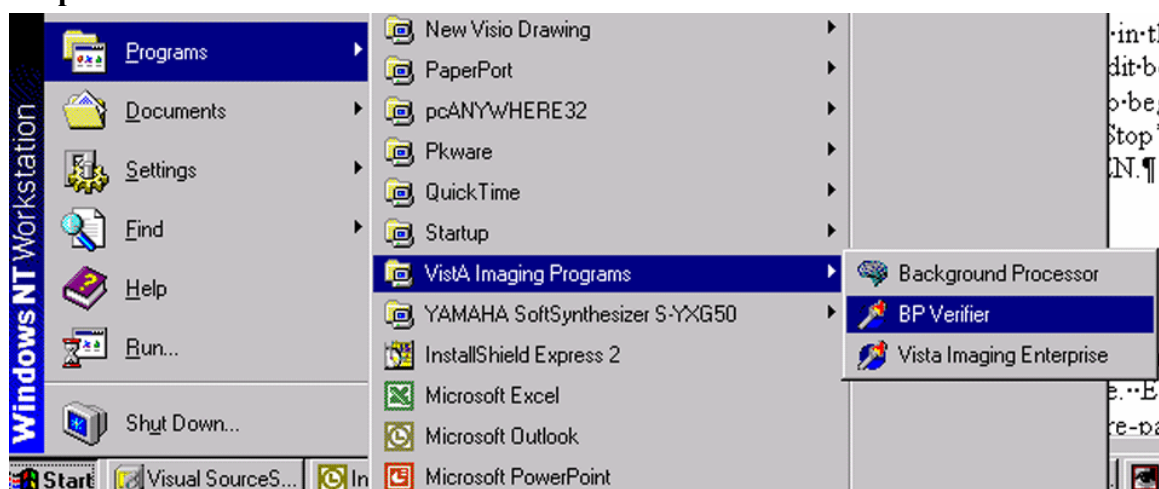 Windows NT Workstation
Programs
Documents
Settings
Find
Help
Run...
Shut Down...
New Visio Drawing
PaperPort
pcANYWHERE32
Pkware
QuickTime
Startup
VistA Imaging Programs
YAMAHA SoftSynthesizer S-YXG50
InstallShield Express 2
Microsoft Excel
Microsoft Outlook
Microsoft PowerPoint
Background Processor
BP Verifier
Vista Imaging Enterprise
Start
Visual SourceS...
In